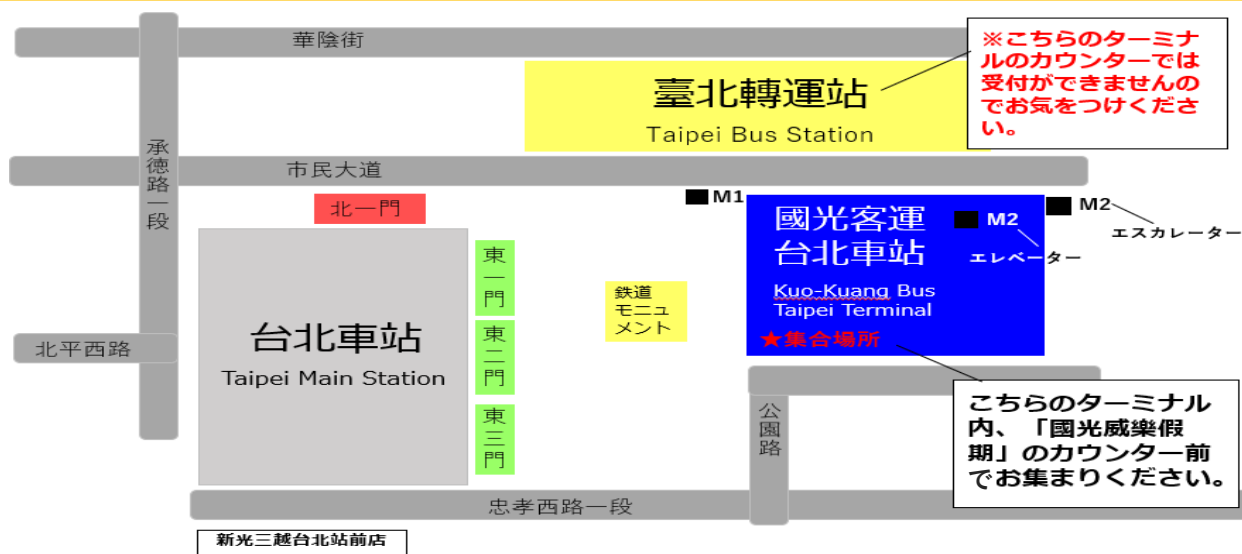 華陰街
※こちらのターミナ
ルのカウンターでは
受付ができませんの
でお気をつけくださ
い。
臺北轉運站
Taipei Bus Station
承德路一段
市民大道
北一門
M1
國光客運
台北車站
M2
エレベーター
M2
エスカレーター
Kuo-Kuang Bus
Taipei Terminal
★集合場所
東一門
鉄道
モニュ
メント
台北車站
Taipei Main Station
東二門
北平西路
東三門
公園路
こちらのターミナル
内、「國光威樂假
期」のカウンター前
でお集まりください。
忠孝西路一段
新光三越台北站前店